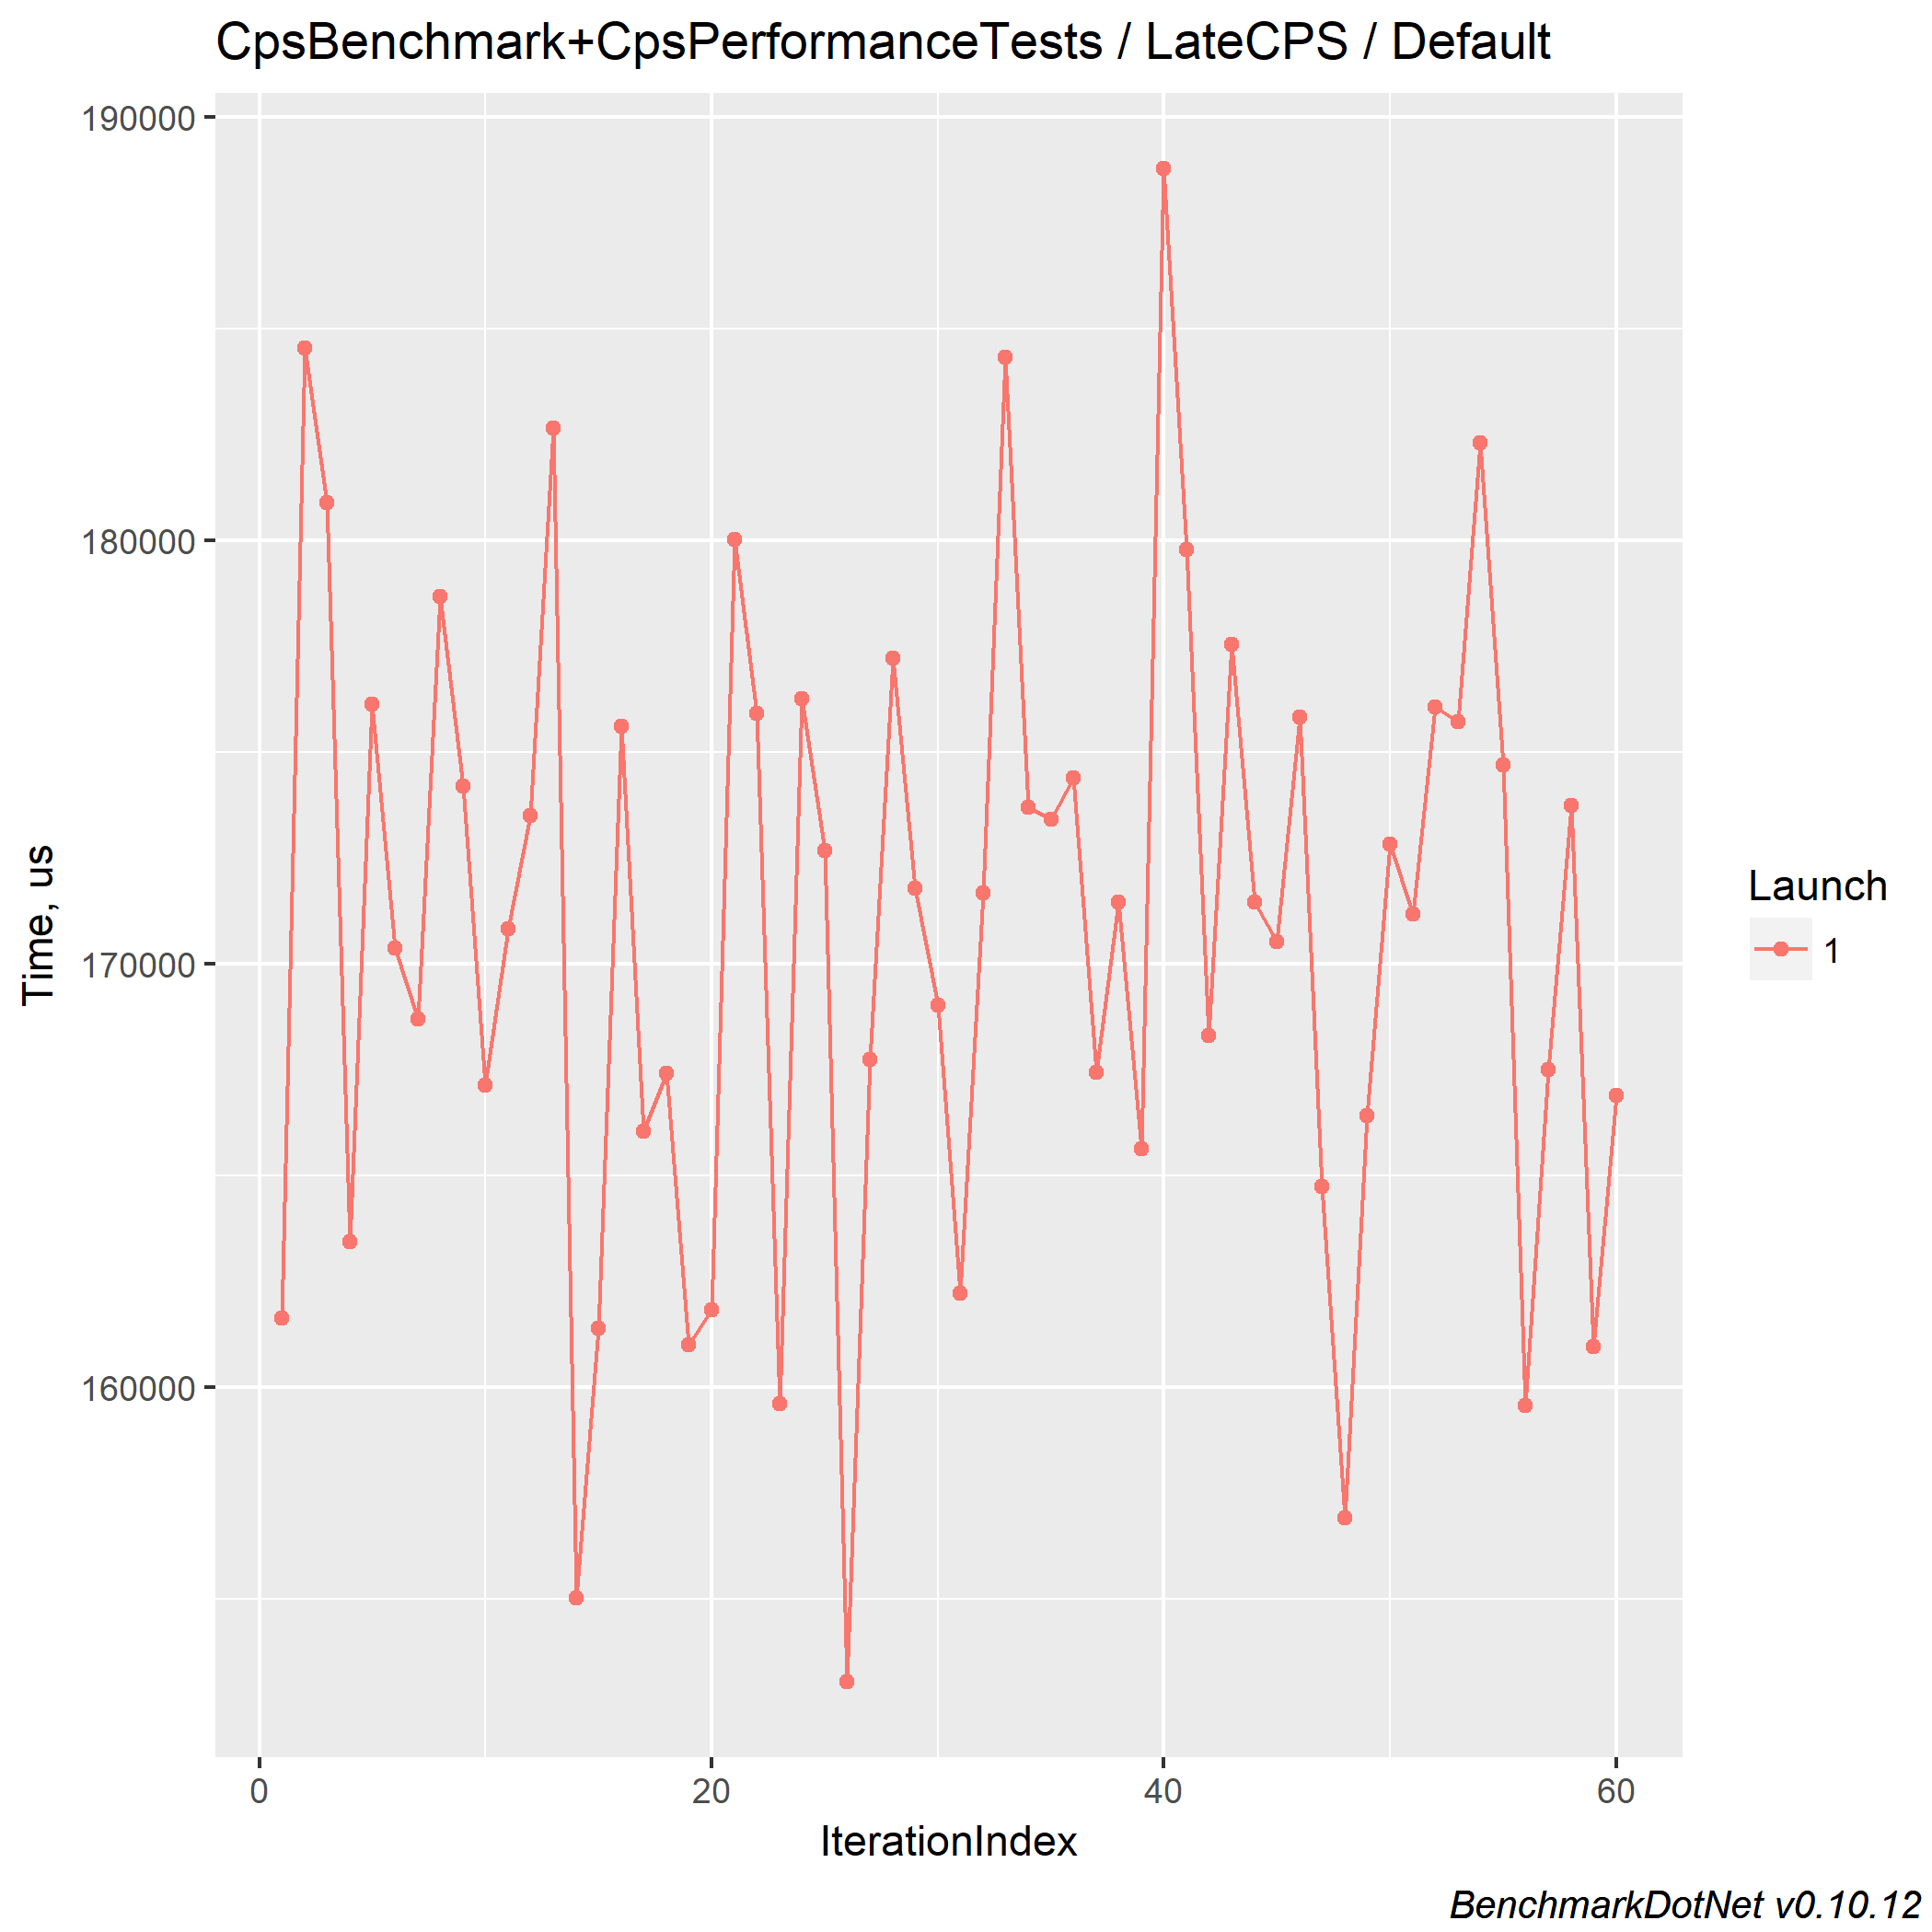 CpsBenchmark+CpsPerformanceTests / LateCPS / Default
190000
180000
170000
160000
Time, us
0 20 40 60
IterationIndex
Launch
1
BenchmarkDotNet v0.10.12